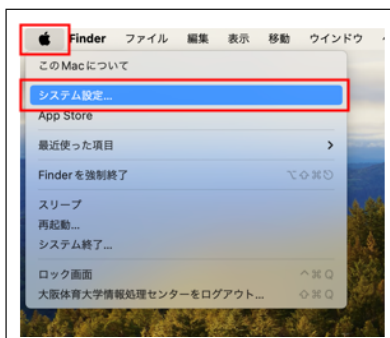 Finder ファイル 編集 表示 移動 ウインドウ
このMacについて
システム設定...
App Store
最近使った項目 >
Finderを強制終了 ⌥⇧⌘⎋
スリープ
再起動...
システム終了...
ロック画面 ^⌘Q
大阪体育大学情報処理センターをログアウト... ⇧⌘Q